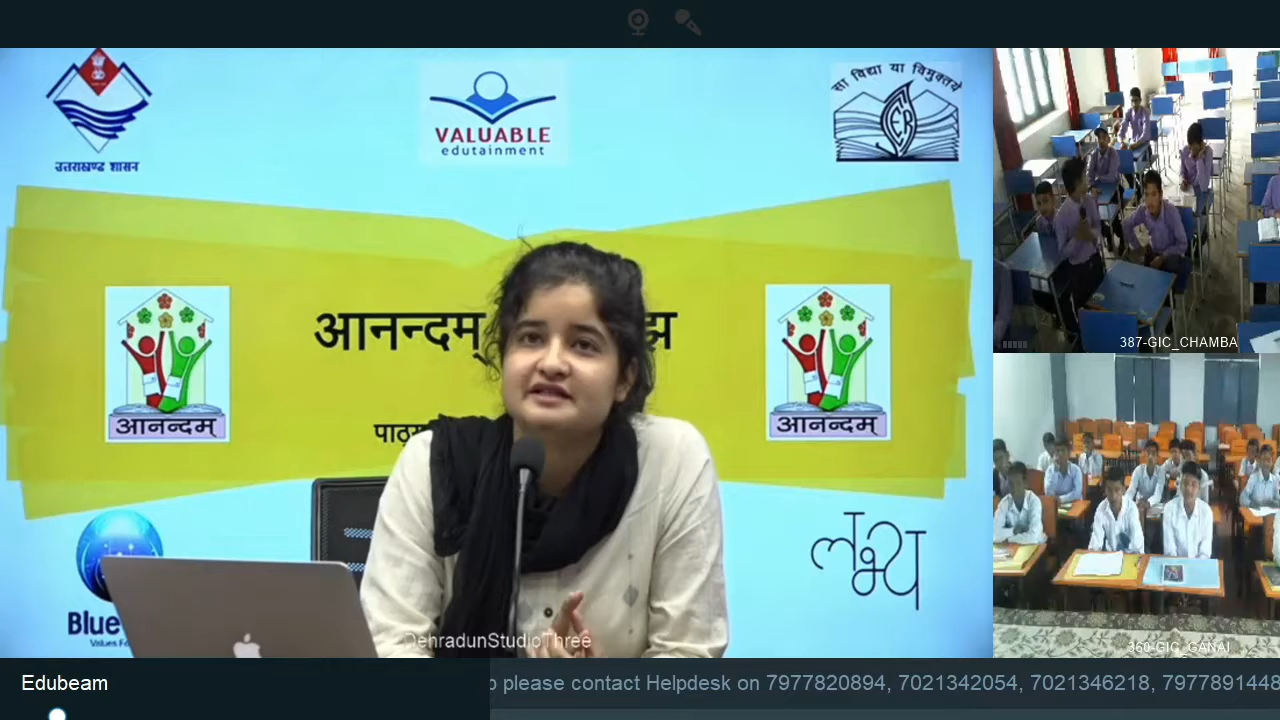 उत्तराखण्ड शासन
VALUABLE
edutainment
सा विद्या या विमुक्तये
आनन्दम्
आनन्दम्
आनन्दम्
Blue
लक्ष्य
DehradunStudioThree
387-GIC_CHAMBA
360-GIC_GANAI
Edubeam
please contact Helpdesk on 7977820894, 7021342054, 7021346218, 7977891448